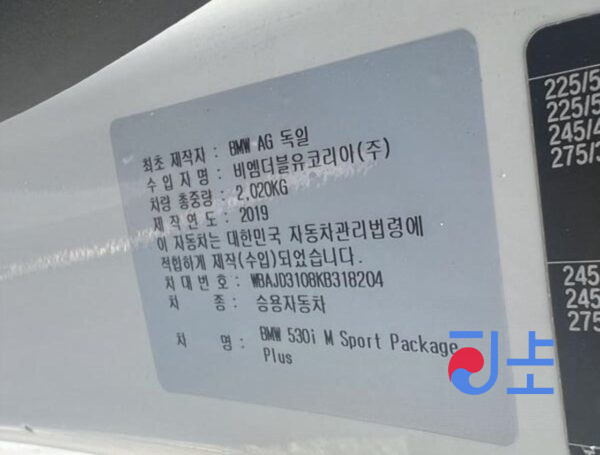 최초 제작자 : BMW AG 독일
수 입 자 명 : 비엠더블유코리아(주)
차량 총중량 : 2,020KG
제 작 연 도 : 2019
이 자동차는 대한민국 자동차관리법령에
적합하게 제작(수입)되었습니다.
차 대 번 호 : WBAJD3108KB318204
차 종 : 승용자동차
차 명 : BMW 530i M Sport Package
Plus
225/5
225/5
245/4
275/3
245
245
275